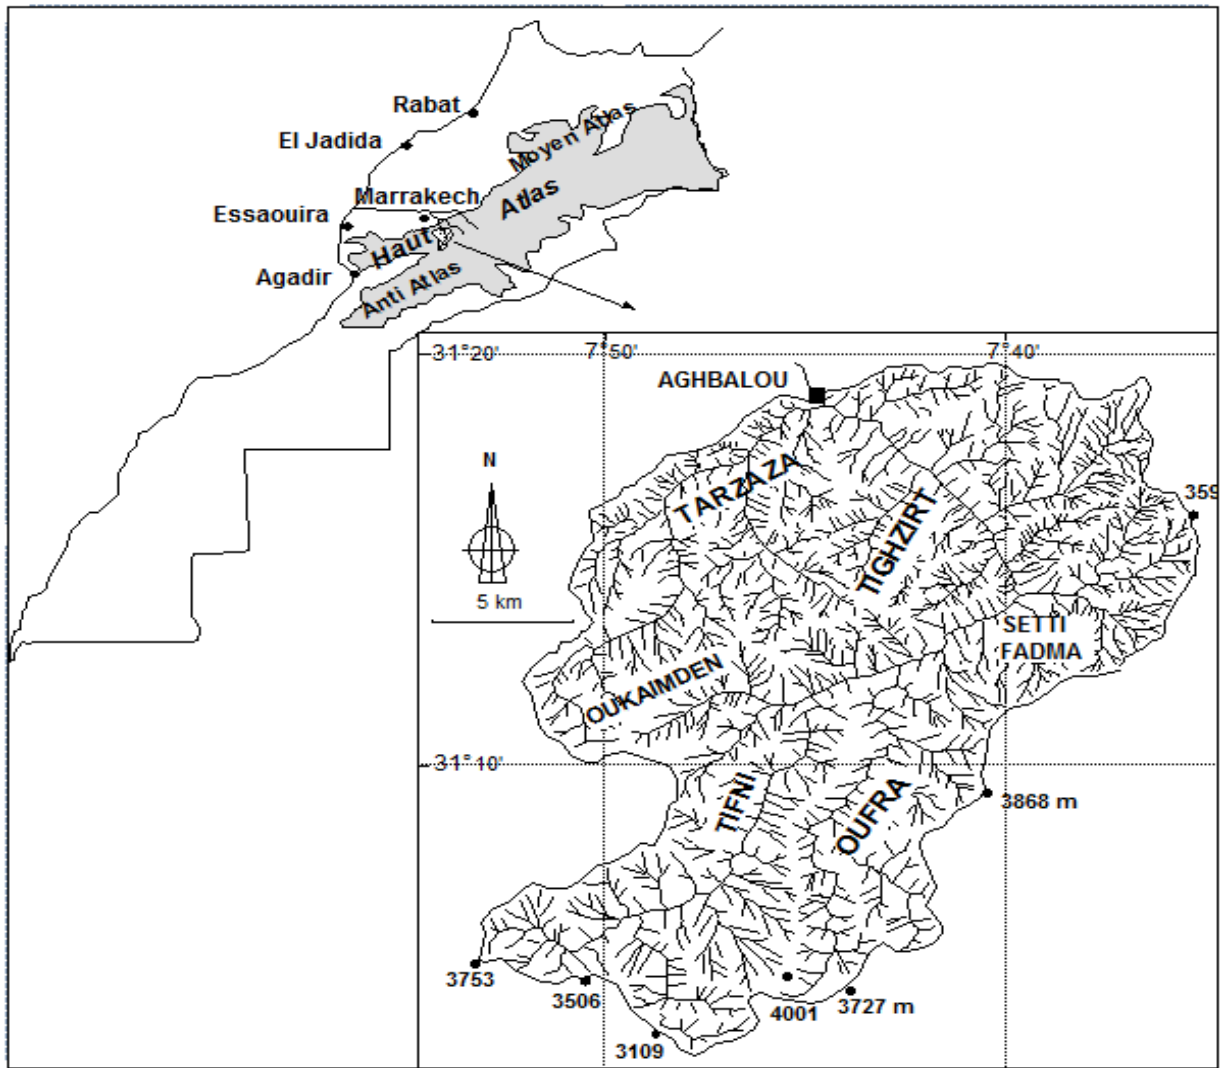 Rabat
El Jadida
Moyen Atlas
Marrakech
Atlas
Essaouira
Haut
Agadir
Anti Atlas
31°20'
7°50'
7°40'
AGHBALOU
N
TARZAZA
359
TIGHZIRT
5 km
SETTI
FADMA
OUKAIMDEN
31°10'
TIFNI
OUFRA
3868 m
3753
3506
4001
3727 m
3109